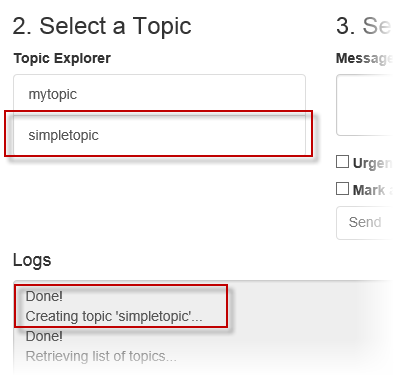 2. Select a Topic
Topic Explorer
mytopic
simpletopic
3. Se
Message
Urgen
Mark
Send
Logs
Done!
Creating topic 'simpletopic'...
Done!
Retrieving list of topics...